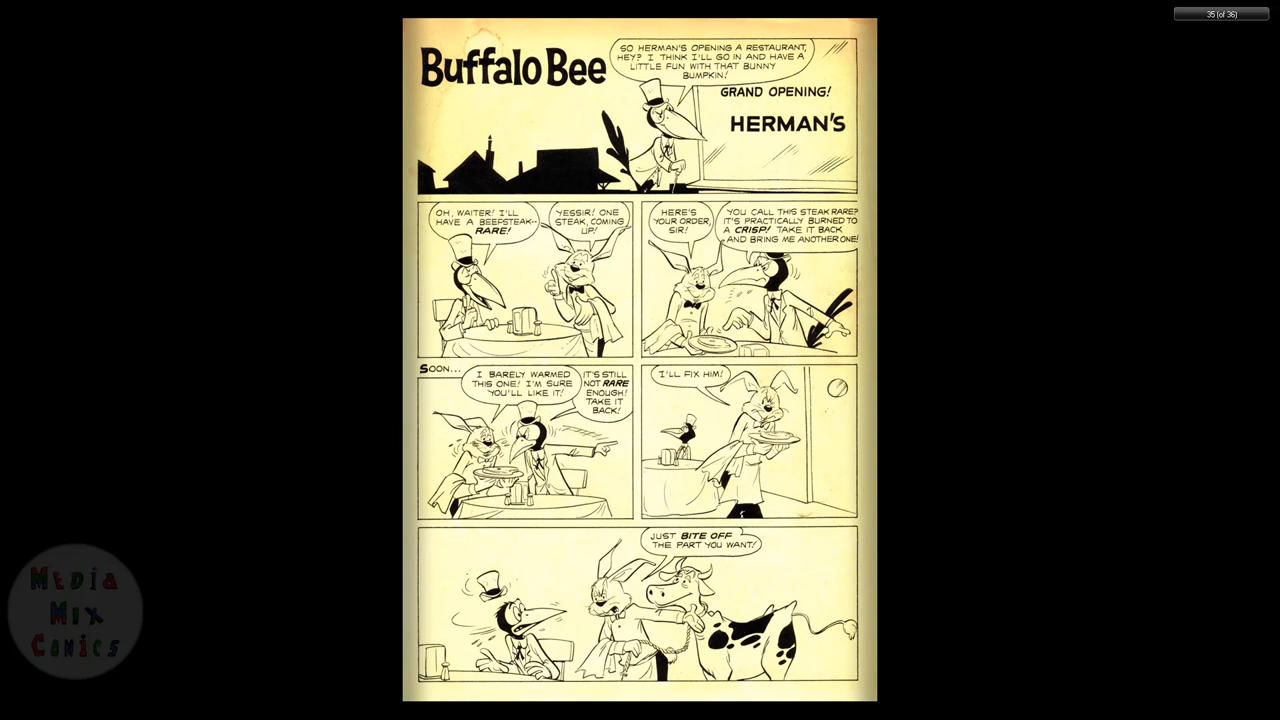 35 (of 36)
Buffalo Bee
SO HERMAN'S OPENING A RESTAURANT,
HEY? I THINK I'LL GO IN AND HAVE A
LITTLE FUN WITH THAT BUNNY
BUMPKIN!
GRAND OPENING!
HERMAN'S
OH, WAITER! I'LL
HAVE A BEEFSTEAK--
RARE!
YESSIR! ONE
STEAK, COMING
UP!
HERE'S
YOUR ORDER,
SIR!
YOU CALL THIS STEAK RARE?
IT'S PRACTICALLY BURNED TO
A CRISP! TAKE IT BACK
AND BRING ME ANOTHER ONE!
SOON...
I BARELY WARMED
THIS ONE! I'M SURE
YOU'LL LIKE IT!
IT'S STILL
NOT RARE
ENOUGH!
TAKE IT
BACK!
I'LL FIX HIM!
JUST BITE OFF
THE PART YOU WANT!
MEDiA
MiX
COMiCS